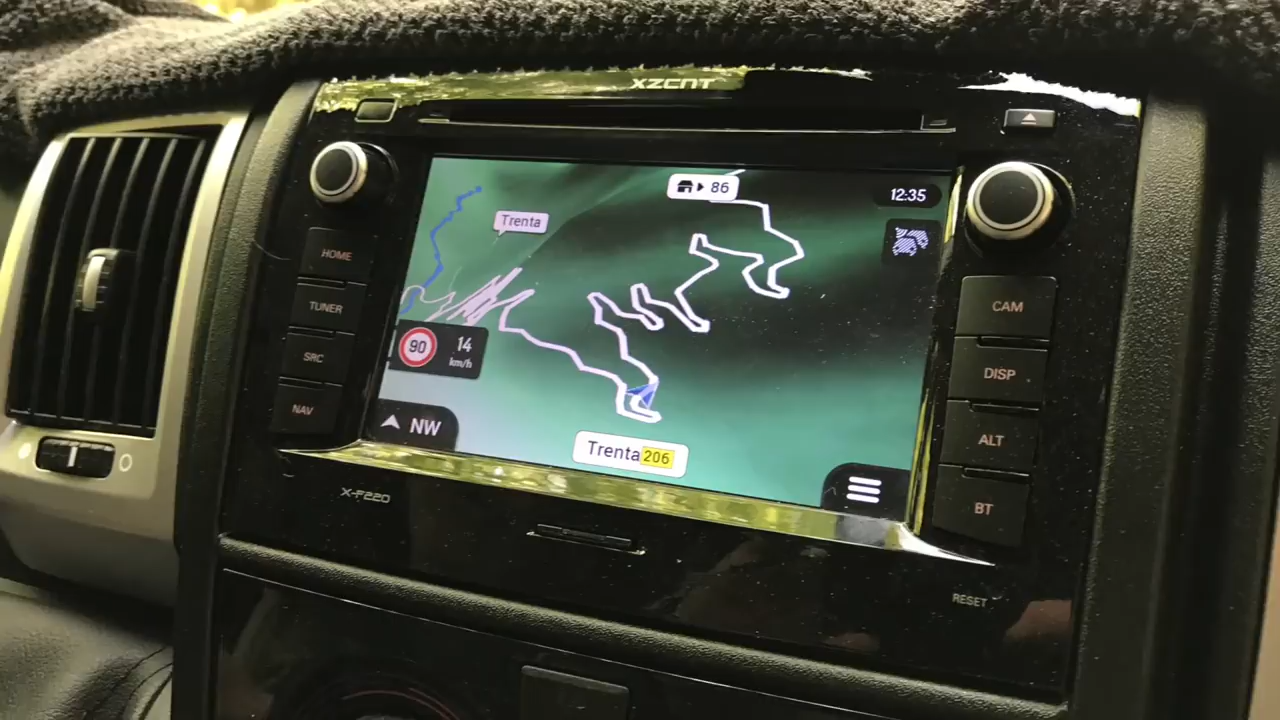 XZCNT
86
12:35
Trenta
HOME
TUNER
SRC
NAV
90
14
km/h
NW
Trenta 206
CAM
DISP
ALT
BT
X-F220
RESET